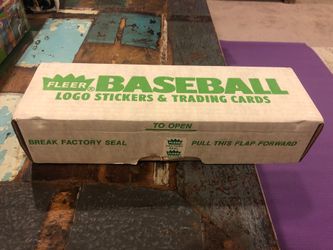 FLEER® BASEBALL
LOGO STICKERS & TRADING CARDS
TO OPEN
BREAK FACTORY SEAL PULL THIS FLAP FORWARD